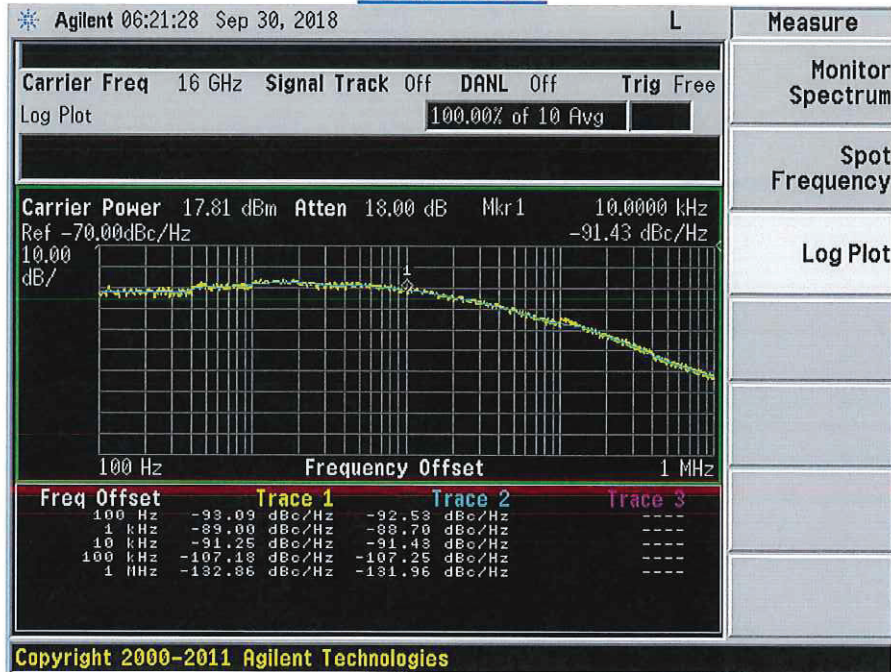 Agilent 06:21:28 Sep 30, 2018 L
Measure
Monitor Spectrum
Spot Frequency
Log Plot
Carrier Freq 16 GHz Signal Track Off DANL Off Trig Free
Log Plot 100.00% of 10 Avg
Carrier Power 17.81 dBm Atten 18.00 dB Mkr1 10.0000 kHz
Ref -70.00dBc/Hz -91.43 dBc/Hz
10.00
dB/
1
100 Hz Frequency Offset 1 MHz
Freq Offset Trace 1 Trace 2 Trace 3
100 Hz -93.09 dBc/Hz -92.53 dBc/Hz ----
1 kHz -89.00 dBc/Hz -88.70 dBc/Hz ----
10 kHz -91.25 dBc/Hz -91.43 dBc/Hz ----
100 kHz -107.18 dBc/Hz -107.25 dBc/Hz ----
1 MHz -132.86 dBc/Hz -131.96 dBc/Hz ----
Copyright 2000-2011 Agilent Technologies